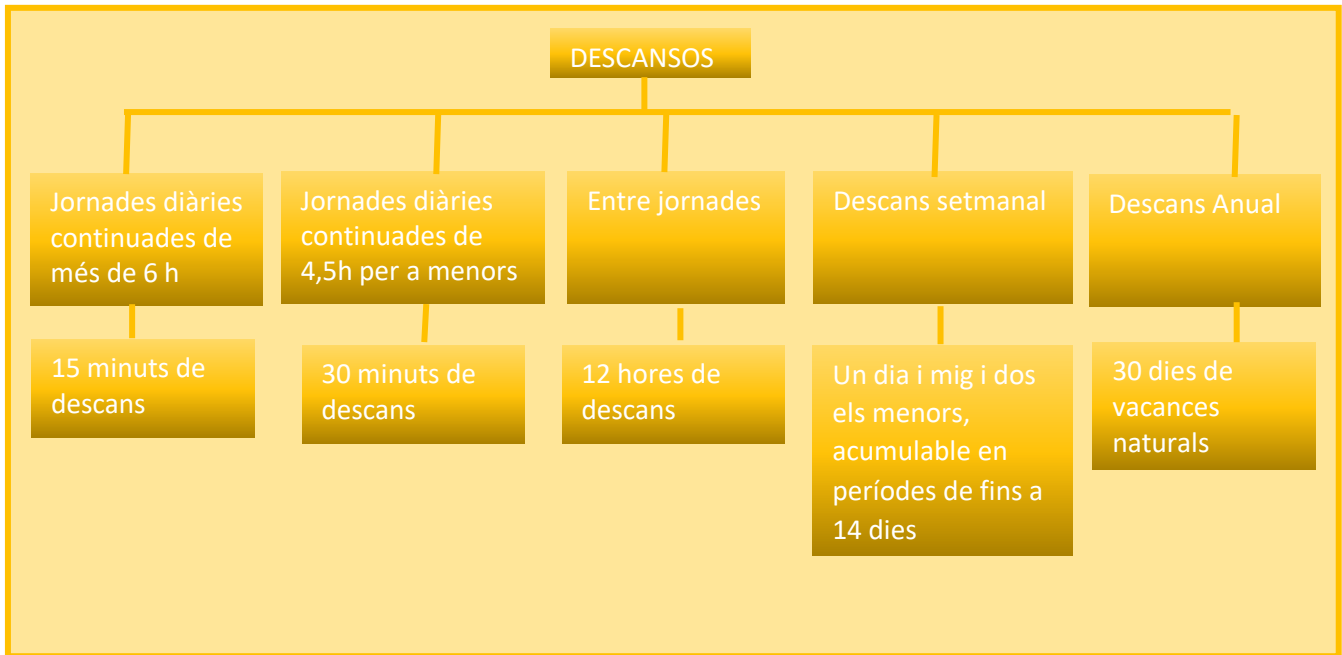 DESCANSOS
Jornades diàries
continuades de
més de 6 h
Jornades diàries
continuades de
4,5h per a menors
Entre jornades
Descans setmanal
Descans Anual
15 minuts de
descans
30 minuts de
descans
12 hores de
descans
Un dia i mig i dos
els menors,
acumulable en
períodes de fins a
14 dies
30 dies de
vacances
naturals